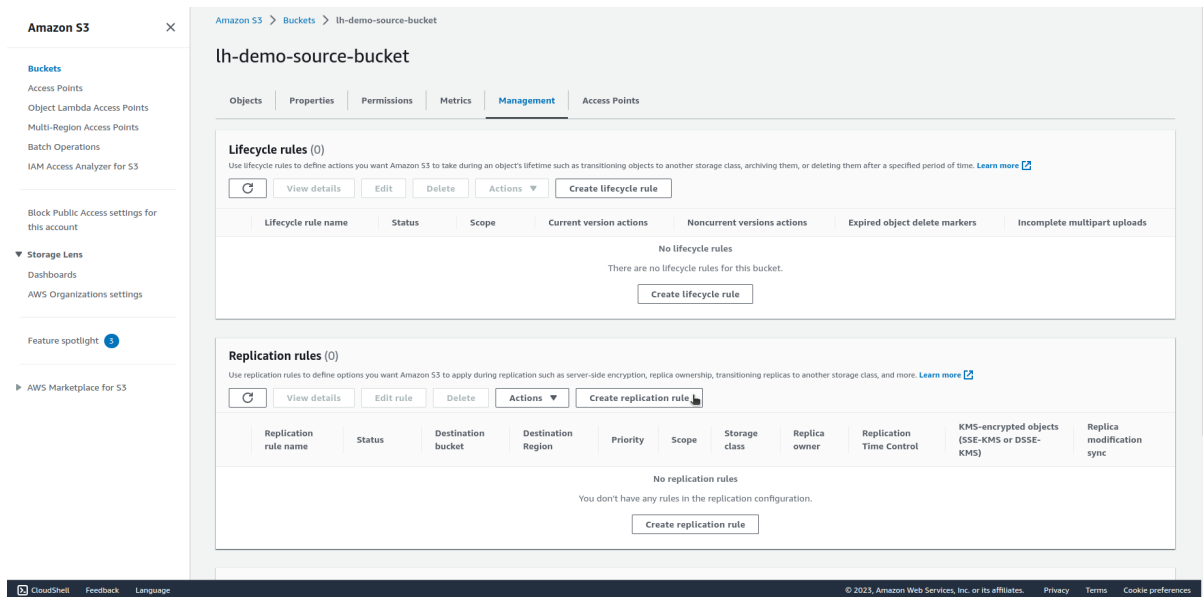 Amazon S3
Buckets
Access Points
Object Lambda Access Points
Multi-Region Access Points
Batch Operations
IAM Access Analyzer for S3
Block Public Access settings for
this account
Storage Lens
Dashboards
AWS Organizations settings
Feature spotlight 3
AWS Marketplace for S3
Amazon S3 > Buckets > lh-demo-source-bucket
lh-demo-source-bucket
Objects Properties Permissions Metrics Management Access Points
Lifecycle rules (0)
Use lifecycle rules to define actions you want Amazon S3 to take during an object's lifetime such as transitioning objects to another storage class, archiving them, or deleting them after a specified period of time. Learn more
View details Edit Delete Actions Create lifecycle rule
Lifecycle rule name Status Scope Current version actions Noncurrent versions actions Expired object delete markers Incomplete multipart uploads
No lifecycle rules
There are no lifecycle rules for this bucket.
Create lifecycle rule
Replication rules (0)
Use replication rules to define options you want Amazon S3 to apply during replication such as server-side encryption, replica ownership, transitioning replicas to another storage class, and more. Learn more
View details Edit rule Delete Actions Create replication rule
Replication rule name Status Destination bucket Destination Region Priority Scope Storage class Replica owner Replication Time Control KMS-encrypted objects (SSE-KMS or DSSE-KMS) Replica modification sync
No replication rules
You don't have any rules in the replication configuration.
Create replication rule
CloudShell Feedback Language © 2023, Amazon Web Services, Inc. or its affiliates. Privacy Terms Cookie preferences